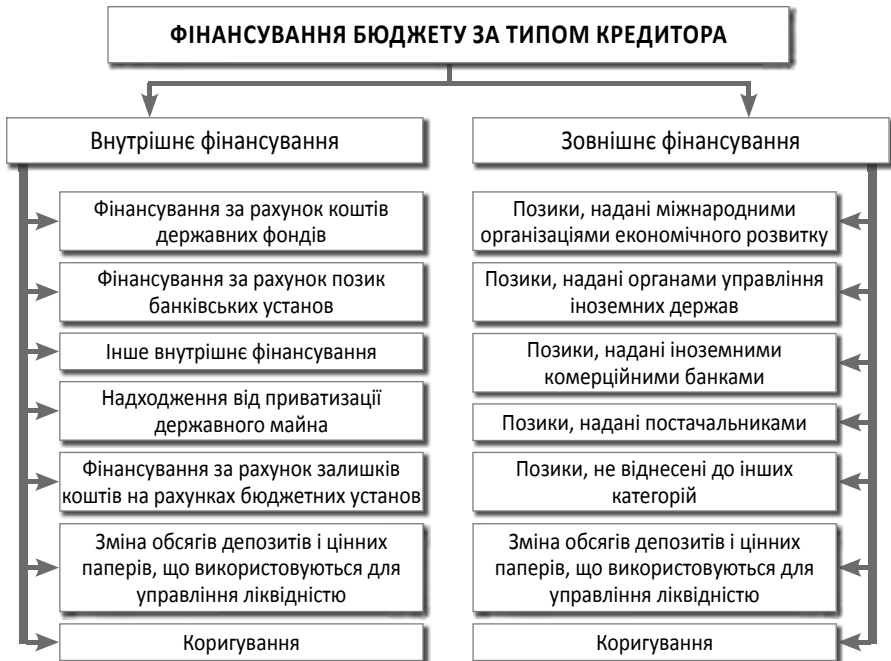 ФІНАНСУВАННЯ БЮДЖЕТУ ЗА ТИПОМ КРЕДИТОРА
Внутрішнє фінансування
Фінансування за рахунок коштів
державних фондів
Фінансування за рахунок позик
банківських установ
Інше внутрішнє фінансування
Надходження від приватизації
державного майна
Фінансування за рахунок залишків
коштів на рахунках бюджетних установ
Зміна обсягів депозитів і цінних
паперів, що використовуються для
управління ліквідністю
Коригування
Зовнішнє фінансування
Позики, надані міжнародними
організаціями економічного розвитку
Позики, надані органами управління
іноземних держав
Позики, надані іноземними
комерційними банками
Позики, надані постачальниками
Позики, не віднесені до інших
категорій
Зміна обсягів депозитів і цінних
паперів, що використовуються для
управління ліквідністю
Коригування